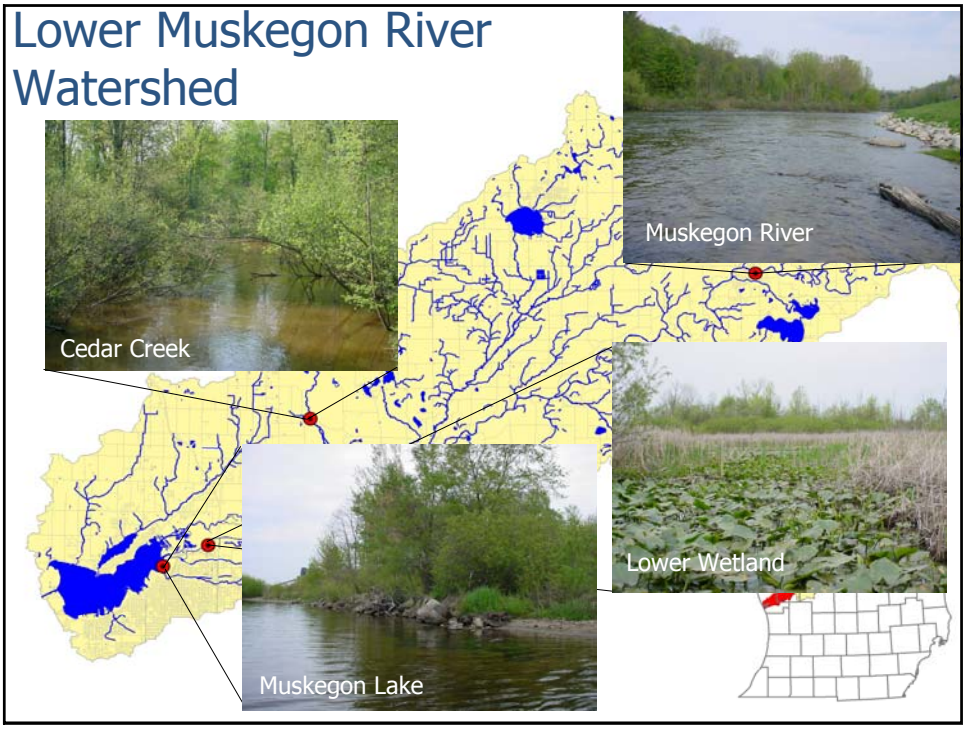 Lower Muskegon River
Watershed
Muskegon River
Cedar Creek
Lower Wetland
Muskegon Lake